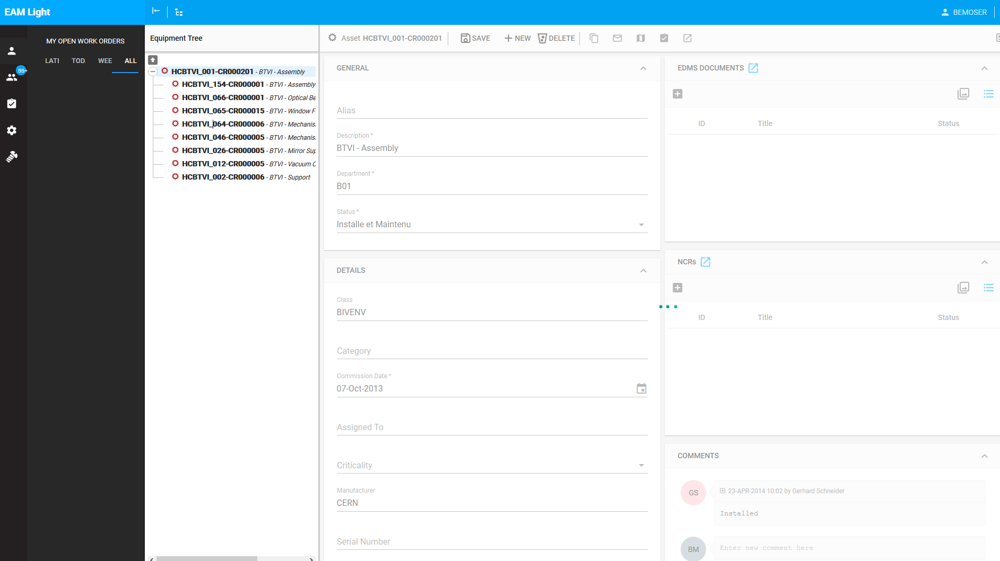 EAM Light
BEMOSER
MY OPEN WORK ORDERS
LATI TOD. WEE ALL
99+
Equipment Tree
HCBTVI_001-CR000201 - BTVI - Assembly
HCBTVI_154-CR000001 - BTVI - Assembly
HCBTVI_066-CR000001 - BTVI - Optical Be
HCBTVI_065-CR000015 - BTVI - Window F
HCBTVI_064-CR000006 - BTVI - Mechanis
HCBTVI_046-CR000005 - BTVI - Mechanis
HCBTVI_026-CR000005 - BTVI - Mirror Sup
HCBTVI_012-CR000005 - BTVI - Vacuum C
HCBTVI_002-CR000006 - BTVI - Support
Asset HCBTVI_001-CR000201
SAVE NEW DELETE
GENERAL
Alias
Description *
BTVI - Assembly
Department *
B01
Status *
Installe et Maintenu
DETAILS
Class
BIVENV
Category
Commission Date *
07-Oct-2013
Assigned To
Criticality
Manufacturer
CERN
Serial Number
EDMS DOCUMENTS
ID Title Status
NCRs
ID Title Status
COMMENTS
GS
23-APR-2014 10:02 by Gerhard Schneider
Installed
BM
Enter new comment here